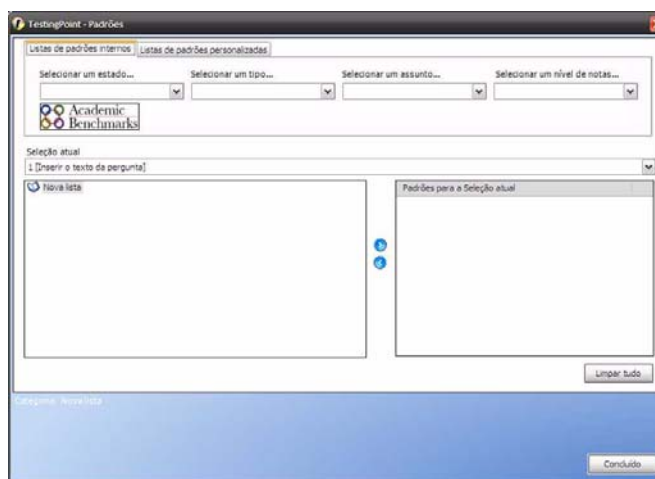 TestingPoint - Padrões
Listas de padrões internos
Listas de padrões personalizadas
Selecionar um estado...
Selecionar um tipo...
Selecionar um assunto...
Selecionar um nível de notas...
Academic
Benchmarks
Seleção atual
1 [Inserir o texto da pergunta]
Nova lista
Padrões para a Seleção atual
Limpar tudo
Categoria: Nova lista
Concluído